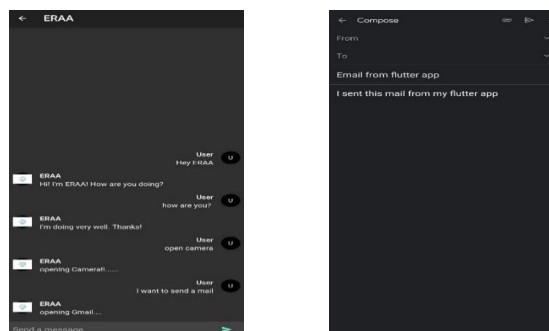 ERAA
User
Hey ERAA
U
ERAA
Hi! I'm ERAA! How are you doing?
User
how are you?
U
ERAA
I'm doing very well. Thanks!
User
open camera
U
ERAA
opening Camera!!......
User
I want to send a mail
U
ERAA
opening Gmail....
Send a message
Compose
From
To
Email from flutter app
I sent this mail from my flutter app